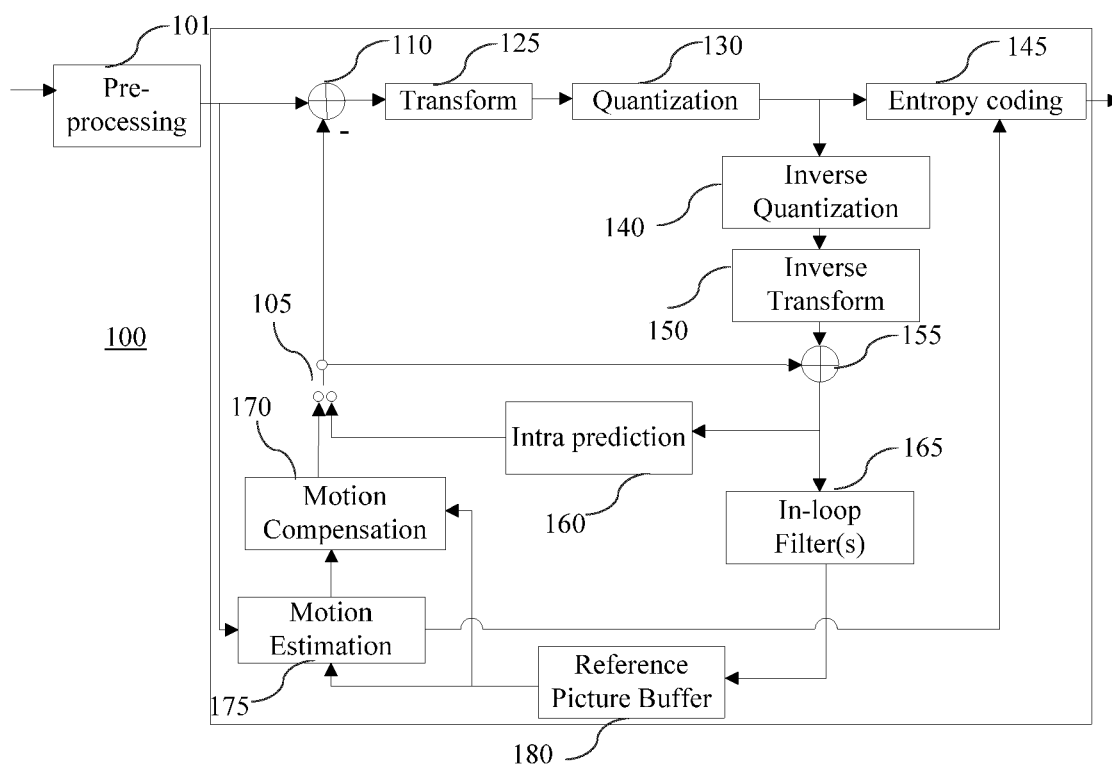 101
110
125
130
145
Pre-
processing
Transform
Quantization
Entropy coding
-
Inverse
Quantization
140
Inverse
Transform
150
100
105
155
170
Intra prediction
165
160
Motion
Compensation
In-loop
Filter(s)
Motion
Estimation
Reference
Picture Buffer
175
180